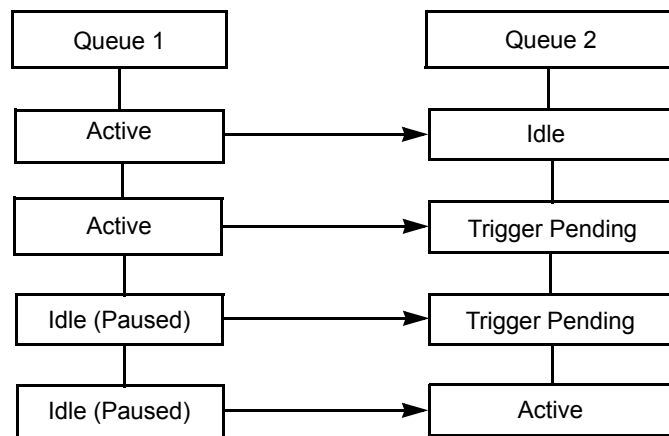 Queue 1
Queue 2
Active
Idle
Active
Trigger Pending
Idle (Paused)
Trigger Pending
Idle (Paused)
Active